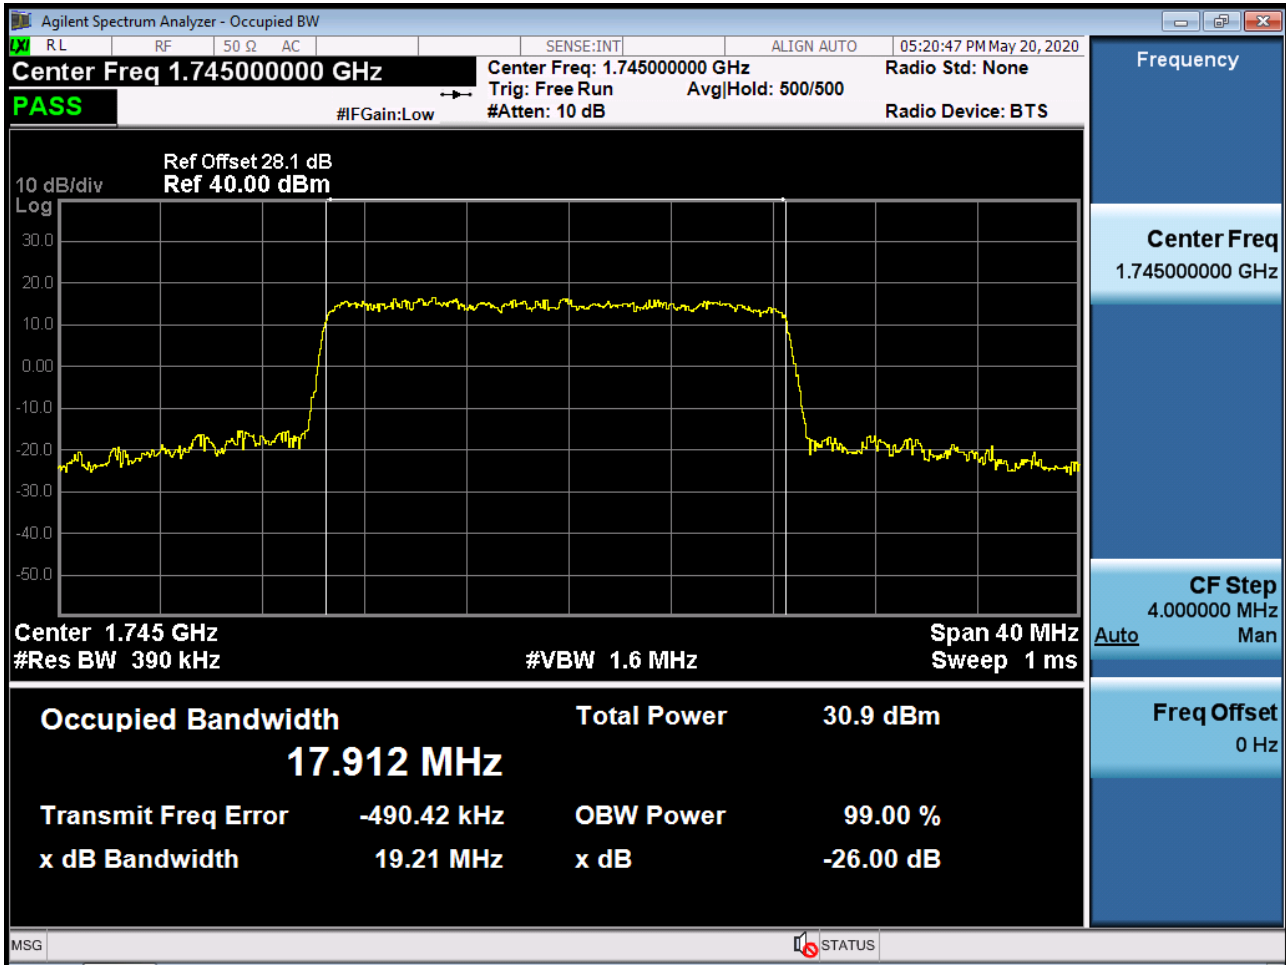 Agilent Spectrum Analyzer - Occupied BW
LXI RL RF 50 Ω AC SENSE:INT ALIGN AUTO 05:20:47 PM May 20, 2020
Center Freq 1.745000000 GHz
PASS
#IFGain:Low
Center Freq: 1.745000000 GHz
Trig: Free Run Avg|Hold: 500/500
#Atten: 10 dB
Radio Std: None
Radio Device: BTS
Ref Offset 28.1 dB
10 dB/div Ref 40.00 dBm
Log
30.0
20.0
10.0
0.00
-10.0
-20.0
-30.0
-40.0
-50.0
Center 1.745 GHz Span 40 MHz
#Res BW 390 kHz #VBW 1.6 MHz Sweep 1 ms
Occupied Bandwidth Total Power 30.9 dBm
17.912 MHz
Transmit Freq Error -490.42 kHz OBW Power 99.00 %
x dB Bandwidth 19.21 MHz x dB -26.00 dB
MSG STATUS
Frequency
Center Freq
1.745000000 GHz
CF Step
4.000000 MHz
Auto Man
Freq Offset
0 Hz